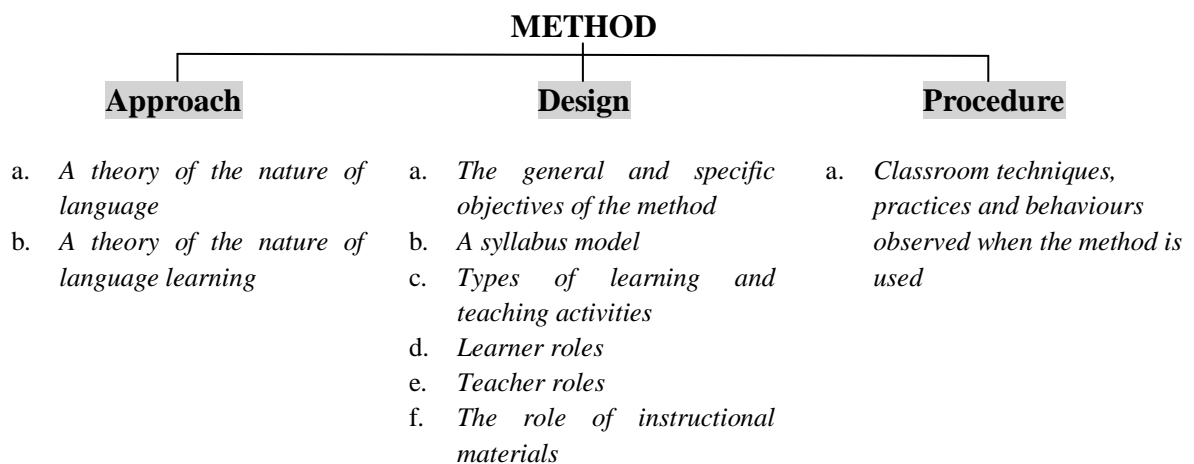 METHOD
Approach
a. A theory of the nature of
language
b. A theory of the nature of
language learning
Design
a. The general and specific
objectives of the method
b. A syllabus model
c. Types of learning and
teaching activities
d. Learner roles
e. Teacher roles
f. The role of instructional
materials
Procedure
a. Classroom techniques,
practices and behaviours
observed when the method is
used